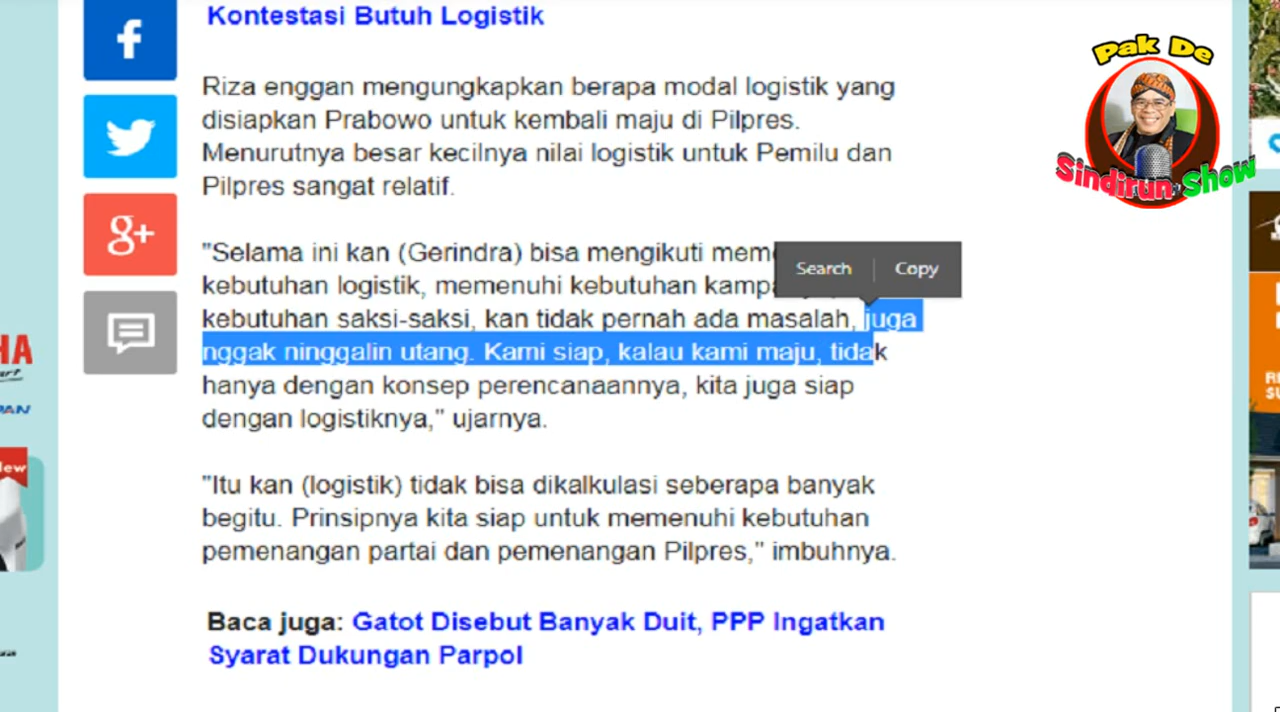 Kontestasi Butuh Logistik
Pak De
Sindirun Show
Riza enggan mengungkapkan berapa modal logistik yang
disiapkan Prabowo untuk kembali maju di Pilpres.
Menurutnya besar kecilnya nilai logistik untuk Pemilu dan
Pilpres sangat relatif.
"Selama ini kan (Gerindra) bisa mengikuti
Search
Copy
kebutuhan logistik, memenuhi kebutuhan
kebutuhan saksi-saksi, kan tidak pernah ada masalah, juga
nggak ninggalin utang. Kami siap, kalau kami maju, tidak
hanya dengan konsep perencanaannya, kita juga siap
dengan logistiknya," ujarnya.
"Itu kan (logistik) tidak bisa dikalkulasi seberapa banyak
begitu. Prinsipnya kita siap untuk memenuhi kebutuhan
pemenangan partai dan pemenangan Pilpres," imbuhnya.
Baca juga: Gatot Disebut Banyak Duit, PPP Ingatkan
Syarat Dukungan Parpol